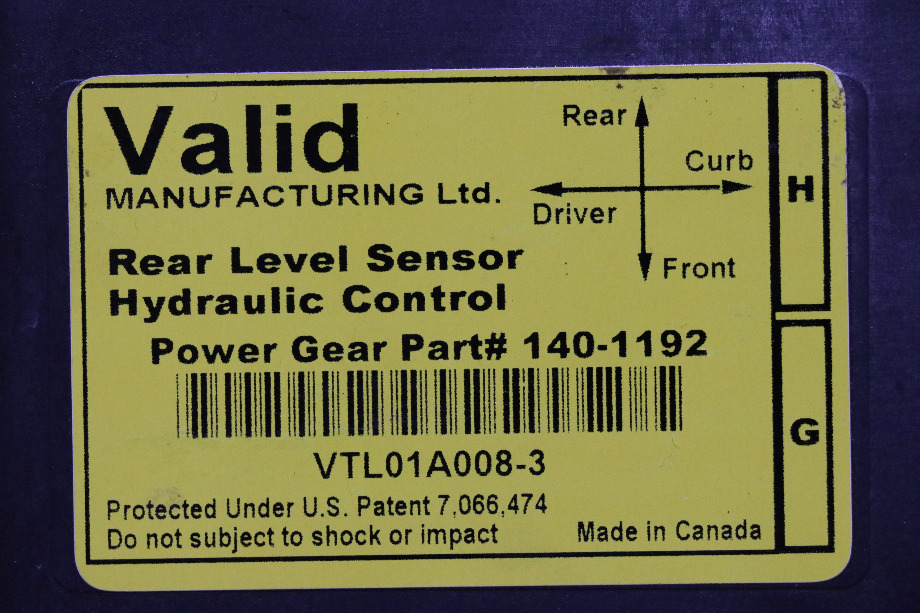 Valid
MANUFACTURING Ltd.
Rear
Curb
Driver
Front
Rear Level Sensor
Hydraulic Control
Power Gear Part# 140-1192
VTL01A008-3
Protected Under U.S. Patent 7,066,474
Do not subject to shock or impact
Made in Canada
H
G